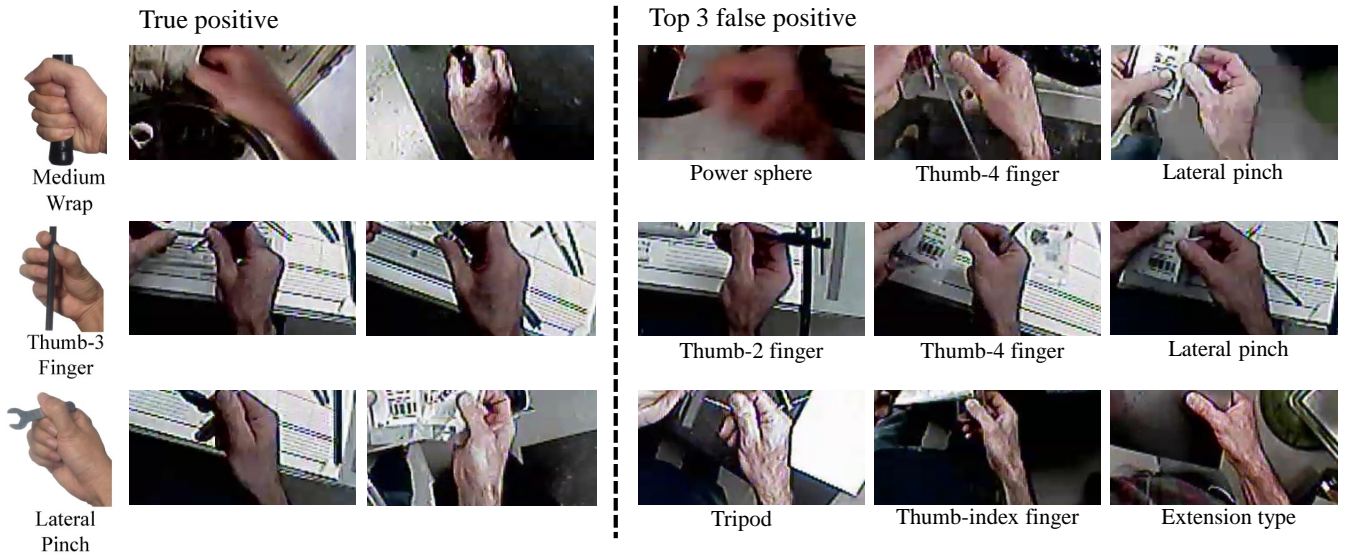 True positive
Top 3 false positive
Medium
Wrap
Power sphere
Thumb-4 finger
Lateral pinch
Thumb-3
Finger
Thumb-2 finger
Thumb-4 finger
Lateral pinch
Lateral
Pinch
Tripod
Thumb-index finger
Extension type